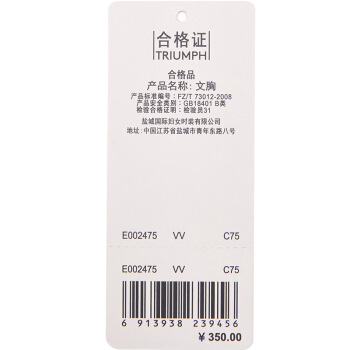 合格证
TRIUMPH
合格品
产品名称: 文胸
产品标准编号: FZ/T 73012-2008
产品安全类别: GB18401 B类
检验合格证明: 检验员31
盐城国际妇女时装有限公司
地址: 中国江苏省盐城市青年东路八号
E002475 VV C75
E002475 VV C75
6 913938 239456
¥ 350.00